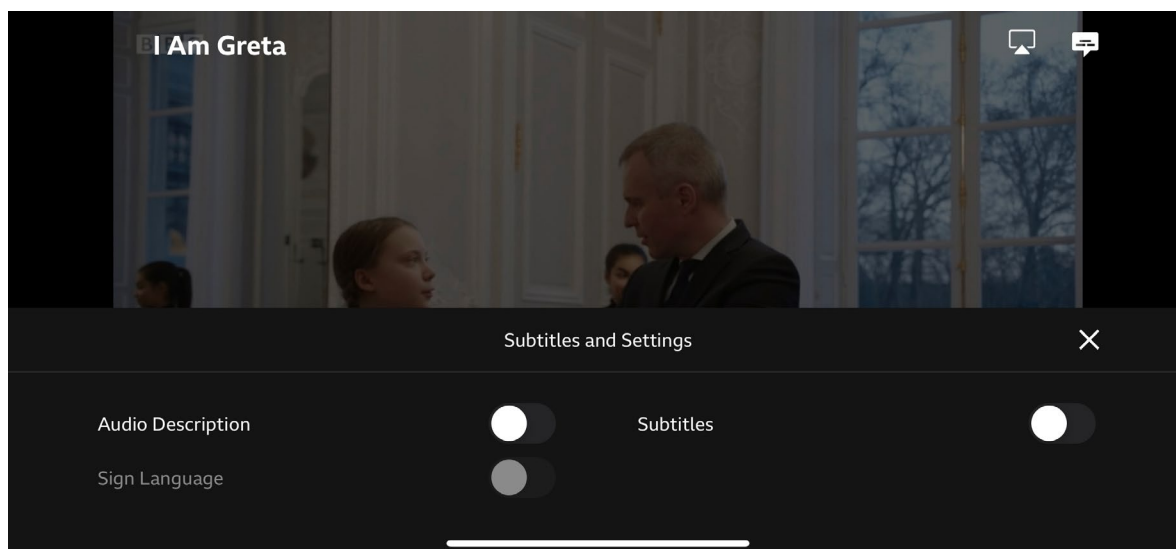 I Am Greta
Subtitles and Settings
Audio Description
Subtitles
Sign Language